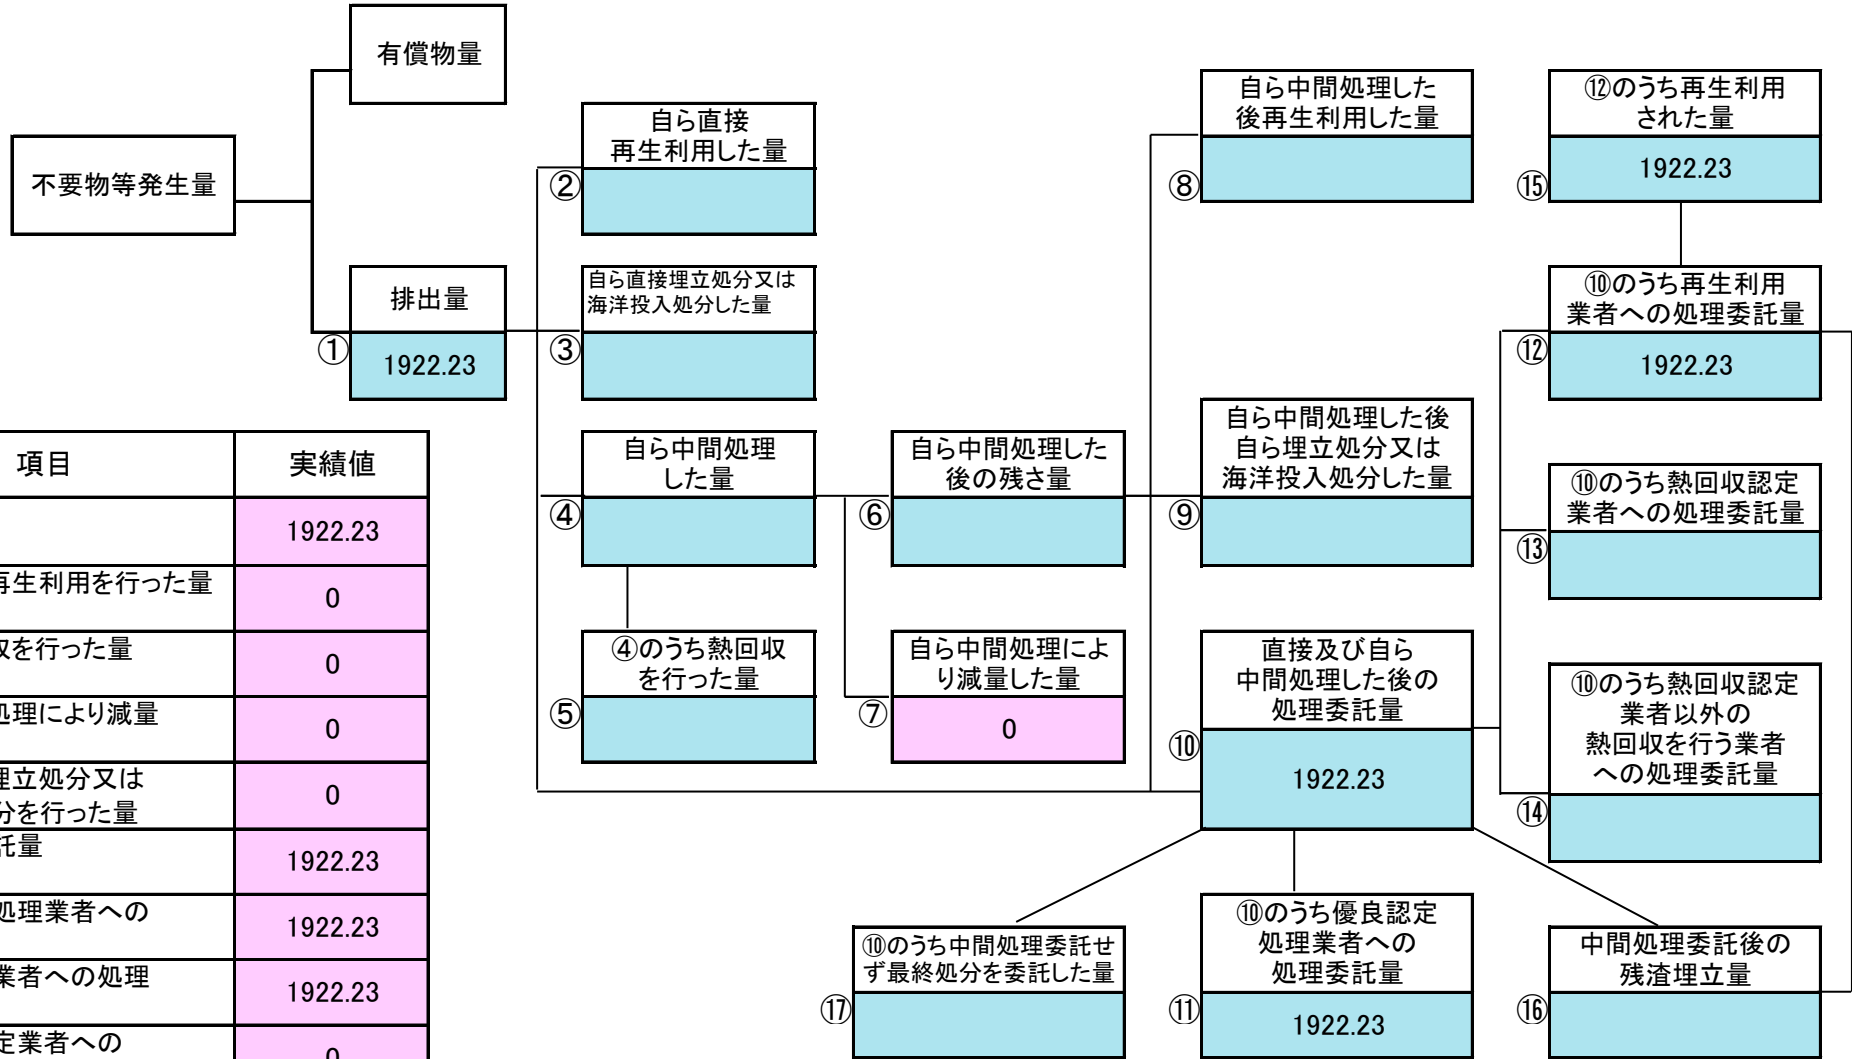 有償物量
不要物等発生量
排出量
①
1922.23
自ら直接
再生利用した量
②
自ら直接埋立処分又は
海洋投入処分した量
③
自ら中間処理
した量
④
④のうち熱回収
を行った量
⑤
自ら中間処理した
後の残さ量
⑥
自ら中間処理によ
り減量した量
⑦
0
自ら中間処理した
後再生利用した量
⑧
自ら中間処理した後
自ら埋立処分又は
海洋投入処分した量
⑨
直接及び自ら
中間処理した後の
処理委託量
⑩
1922.23
⑫のうち再生利用
された量
⑮
1922.23
⑩のうち再生利用
業者への処理委託量
⑫
1922.23
⑩のうち熱回収認定
業者への処理委託量
⑬
⑩のうち熱回収認定
業者以外の
熱回収を行う業者
への処理委託量
⑭
⑩のうち中間処理委託せ
ず最終処分を委託した量
⑰
⑩のうち優良認定
処理業者への
処理委託量
⑪
1922.23
中間処理委託後の
残渣埋立量
⑯
項目 実績値
1922.23
再生利用を行った量 0
を行った量 0
処理により減量 0
埋立処分又は
分を行った量 0
託量 1922.23
処理業者への 1922.23
業者への処理 1922.23
定業者への 0